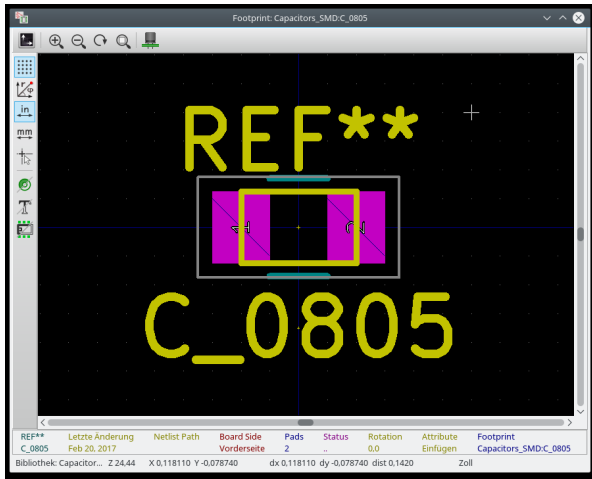 Footprint: Capacitors_SMD:C_0805
in
mm
REF**
1 2
C_0805
REF** Letzte Änderung Netlist Path Board Side Pads Status Rotation Attribute Footprint
C_0805 Feb 20, 2017 Vorderseite 2 .. 0,0 Einfügen Capacitors_SMD:C_0805
Bibliothek: Capacitor... Z 24,44 X 0,118110 Y -0,078740 dx 0,118110 dy -0,078740 dist 0,1420 Zoll